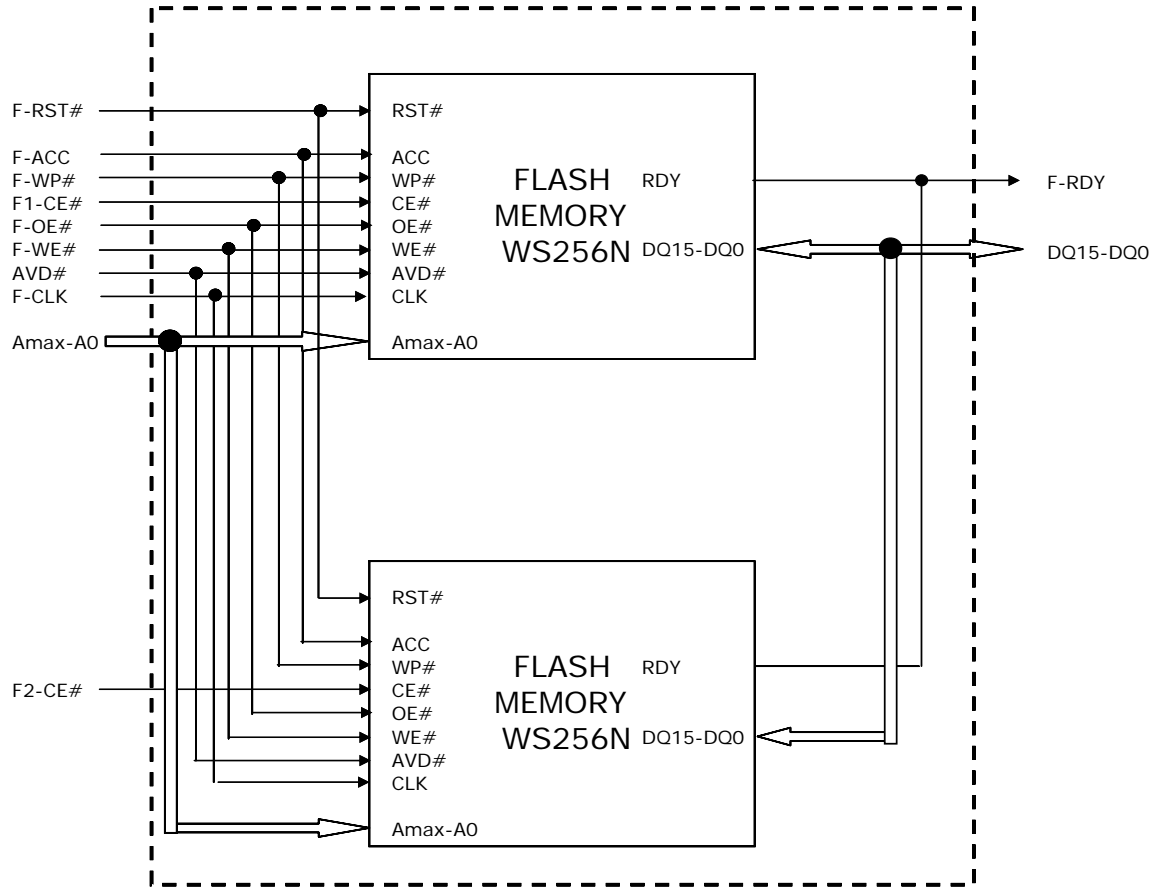 F-RST#
F-ACC
F-WP#
F1-CE#
F-OE#
F-WE#
AVD#
F-CLK
Amax-A0
RST#
ACC
WP#
CE#
OE#
WE#
AVD#
CLK
Amax-A0
FLASH
MEMORY
WS256N
RDY
DQ15-DQ0
F-RDY
DQ15-DQ0
F2-CE#
RST#
ACC
WP#
CE#
OE#
WE#
AVD#
CLK
Amax-A0
FLASH
MEMORY
WS256N
RDY
DQ15-DQ0